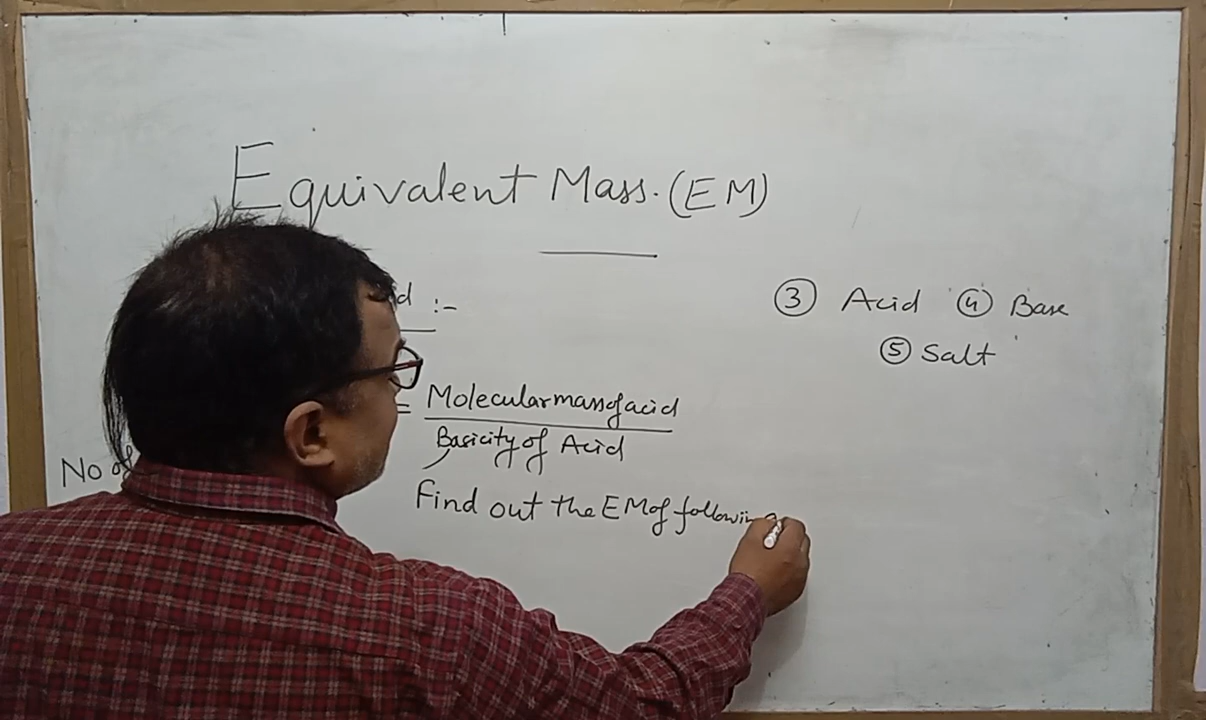 Equivalent Mass. (EM)
d :-
③ Acid ④ Base
⑤ Salt
= Molecular mass of acid
Basicity of Acid
No of
Find out the EM of following